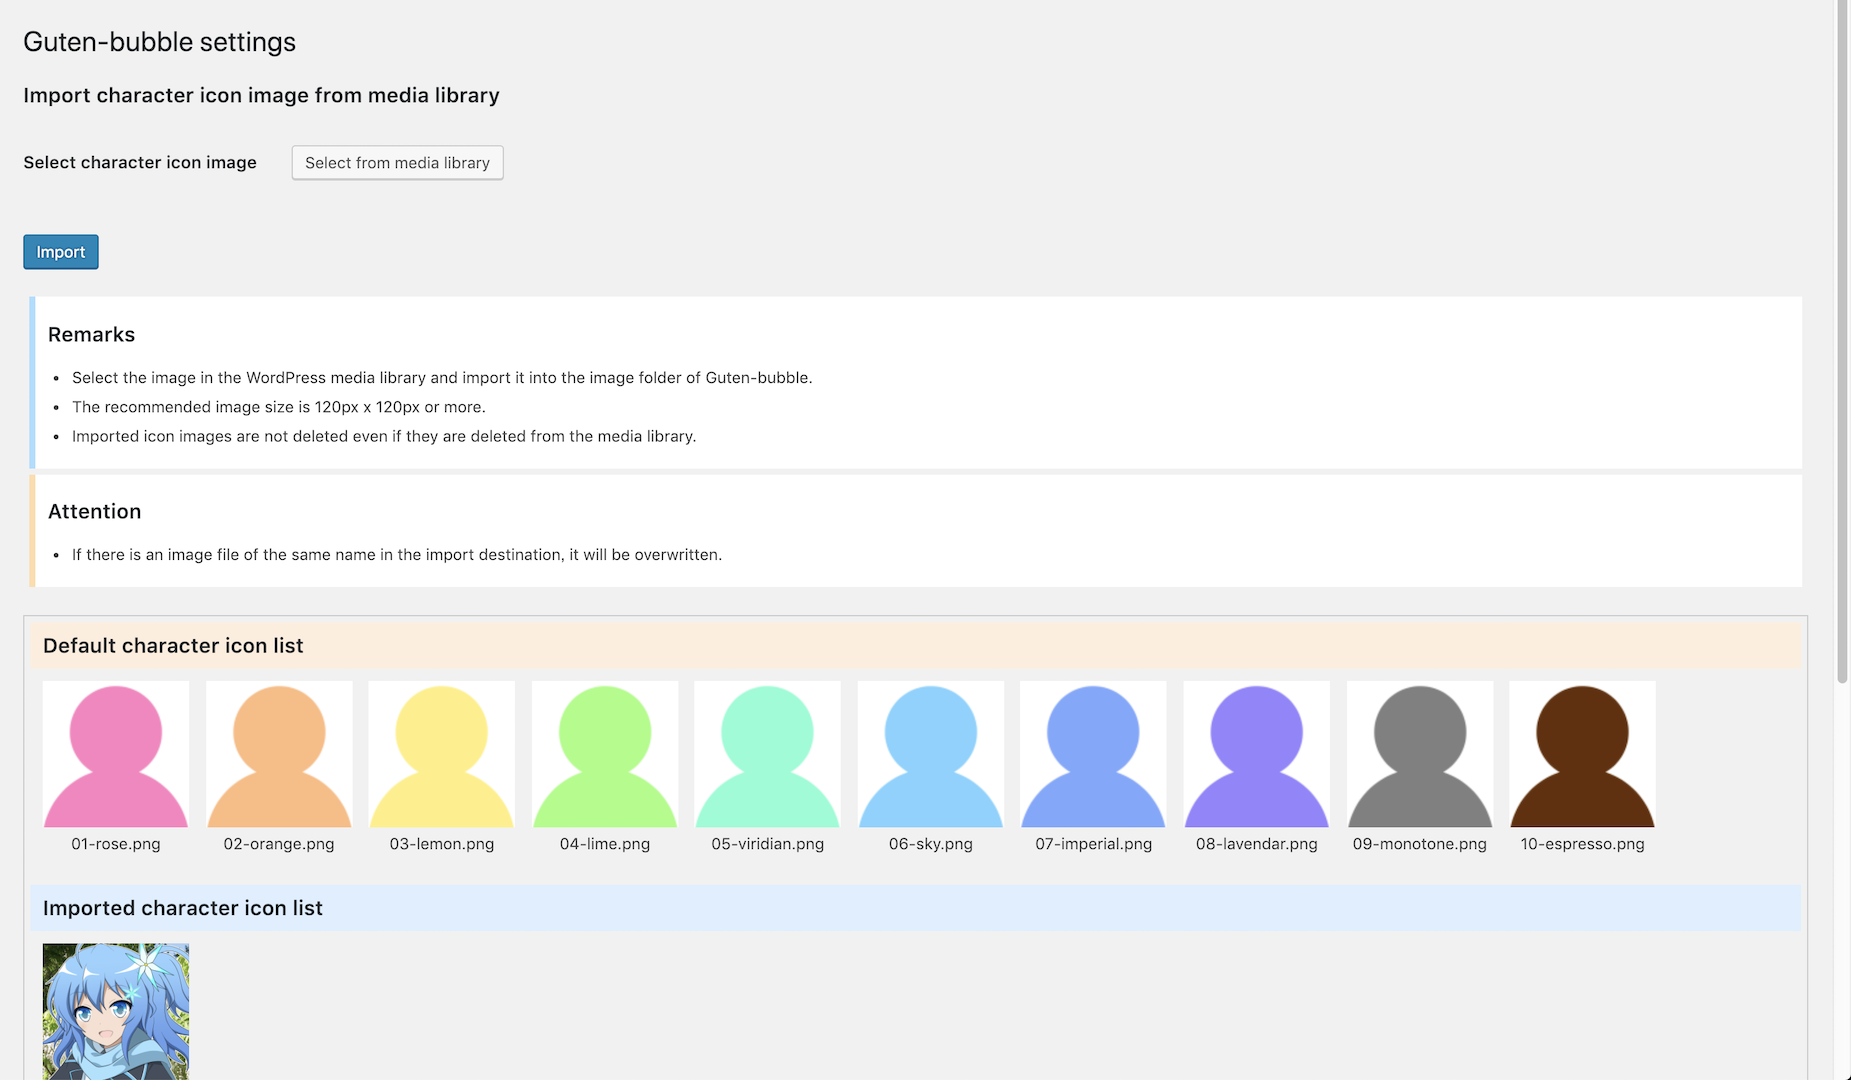 Guten-bubble settings
Import character icon image from media library
Select character icon image
Select from media library
Import
Remarks
• Select the image in the WordPress media library and import it into the image folder of Guten-bubble.
• The recommended image size is 120px x 120px or more.
• Imported icon images are not deleted even if they are deleted from the media library.
Attention
• If there is an image file of the same name in the import destination, it will be overwritten.
Default character icon list
01-rose.png
02-orange.png
03-lemon.png
04-lime.png
05-viridian.png
06-sky.png
07-imperial.png
08-lavendar.png
09-monotone.png
10-espresso.png
Imported character icon list